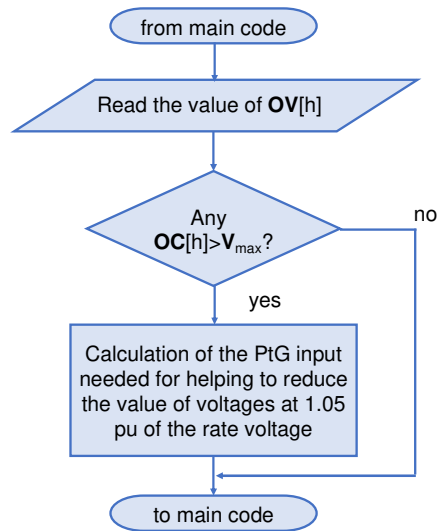 from main code
Read the value of OV[h]
Any
OC[h]>Vmax?
no
yes
Calculation of the PtG input
needed for helping to reduce
the value of voltages at 1.05
pu of the rate voltage
to main code